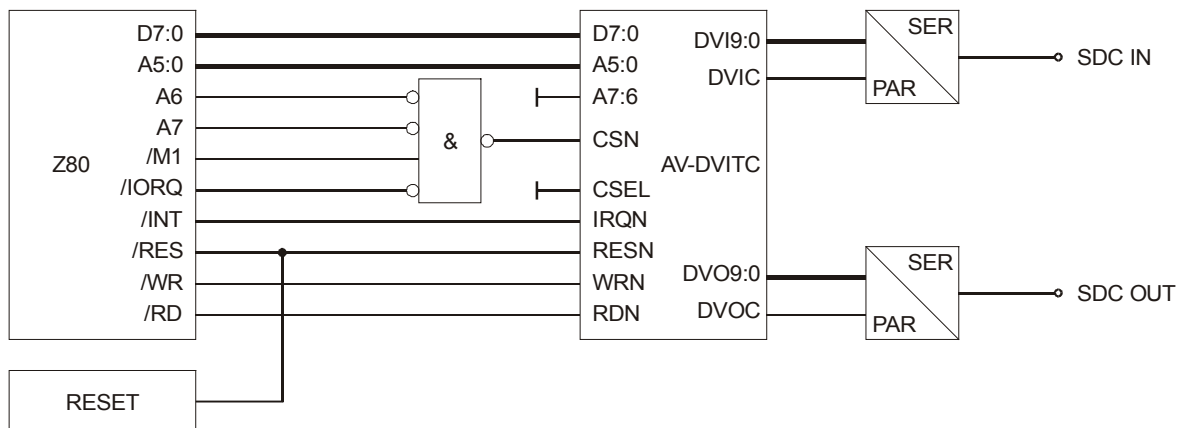 D7:0 D7:0 SER
DVI9:0
A5:0 A5:0 SDC IN
A6 A7:6 DVIC PAR
A7 & CSN
Z80 /M1 AV-DVITC
/IORQ CSEL
/INT IRQN
/RES RESN SER
DVO9:0
/WR WRN SDC OUT
/RD RDN DVOC PAR
RESET